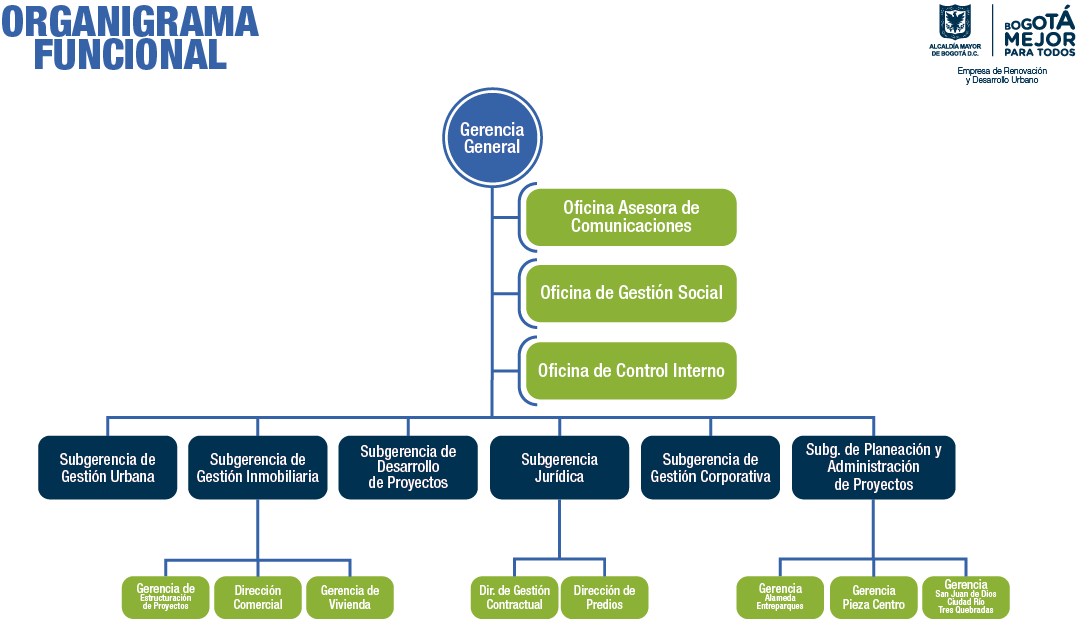 ORGANIGRAMA
FUNCIONAL
ALCALDÍA MAYOR
DE BOGOTÁ D.C.
BOGOTÁ
MEJOR
PARA TODOS
Empresa de Renovación
y Desarrollo Urbano
Gerencia
General
Oficina Asesora de
Comunicaciones
Oficina de Gestión Social
Oficina de Control Interno
Subgerencia de
Gestión Urbana
Subgerencia de
Gestión Inmobiliaria
Subgerencia de
Desarrollo
de Proyectos
Subgerencia
Jurídica
Subgerencia de
Gestión Corporativa
Subg. de Planeación y
Administración
de Proyectos
Gerencia de
Estructuración
de Proyectos
Dirección
Comercial
Gerencia de
Vivienda
Dir. de Gestión
Contractual
Dirección de
Predios
Gerencia
Alameda
Entreparques
Gerencia
Pieza Centro
Gerencia
San Juan de Dios
Ciudad Río
Tres Quebradas